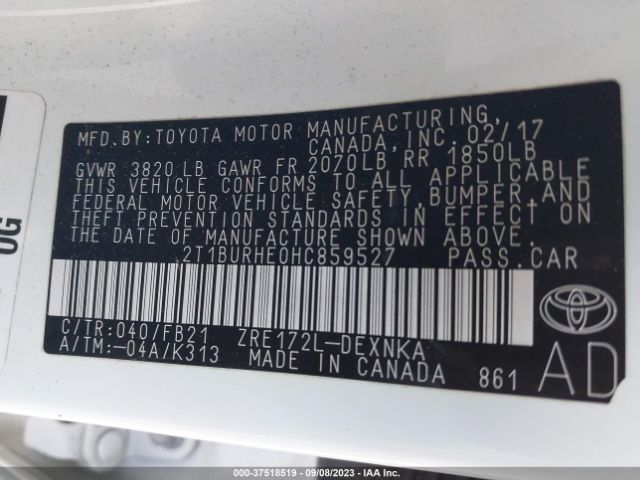 MFD. BY: TOYOTA MOTOR MANUFACTURING,
CANADA, INC. 02/17
GVWR 3820 LB GAWR FR 2070LB, RR 1850LB
THIS VEHICLE CONFORMS TO ALL APPLICABLE
FEDERAL MOTOR VEHICLE SAFETY, BUMPER, AND
THEFT PREVENTION STANDARDS IN EFFECT ON
THE DATE OF MANUFACTURE SHOWN ABOVE.
2T1BURHE0HC859527 PASS.CAR
C/TR:040/FB21 ZRE172L-DEXNKA
A/TM:-04A/K313 MADE IN CANADA 861
AD
OG
000-37518519 - 09/08/2023 - IAAI.COM